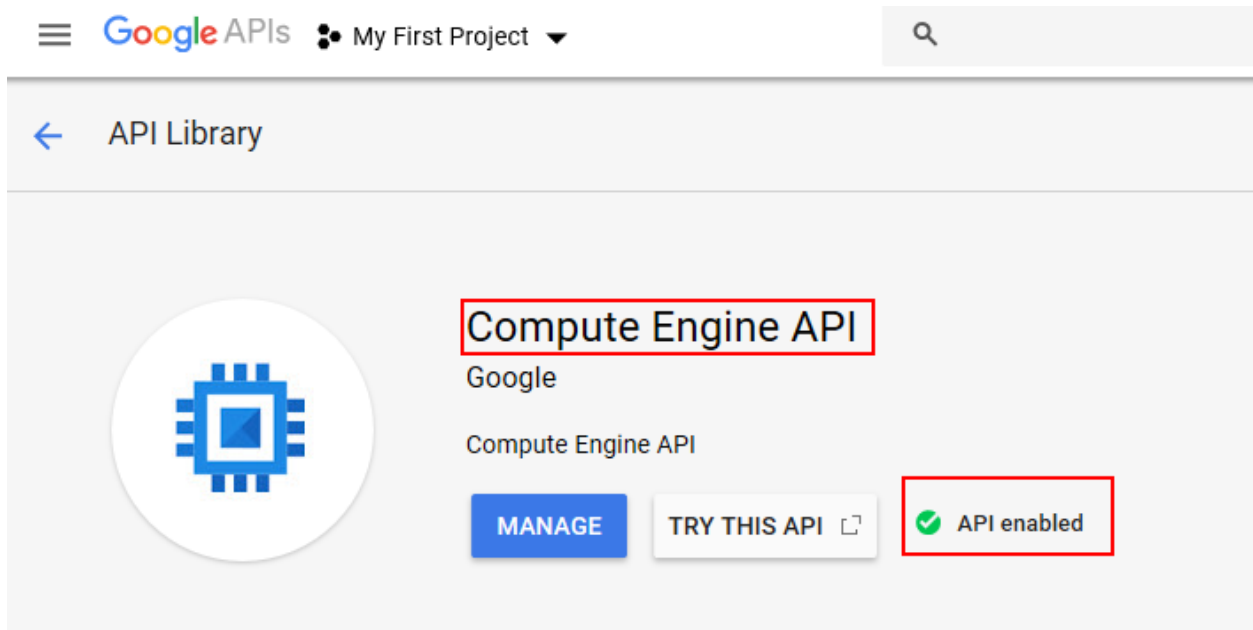 Google APIs My First Project
API Library
Compute Engine API
Google
Compute Engine API
MANAGE TRY THIS API API enabled